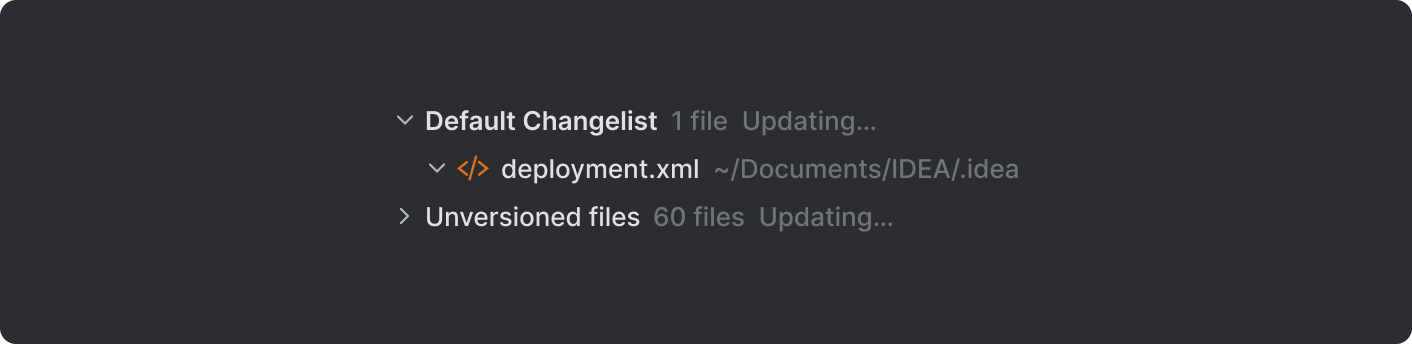 Default Changelist 1 file Updating...
</> deployment.xml ~/Documents/IDEA/.idea
Unversioned files 60 files Updating...